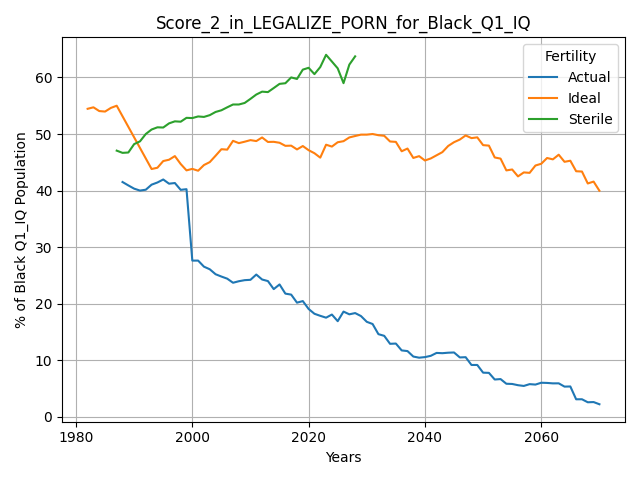 Score_2_in_LEGALIZE_PORN_for_Black_Q1_IQ
% of Black Q1_IQ Population
60
50
40
30
20
10
0
1980
2000
2020
2040
2060
Years
Fertility
Actual
Ideal
Sterile